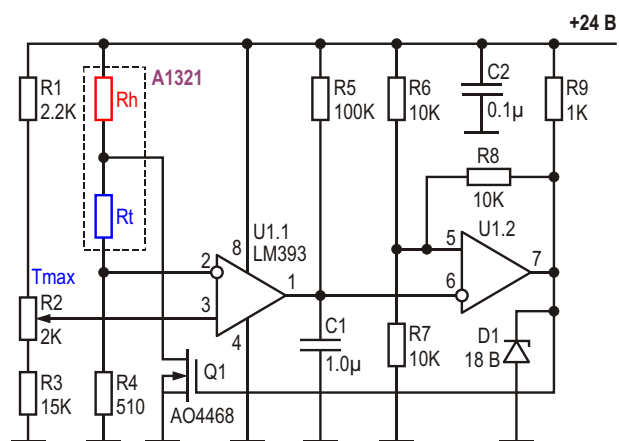 +24 В
A1321
R1
2.2K
Rh
R5
100K
R6
10K
C2
0.1μ
R9
1K
R8
10K
Rt
U1.1
LM393
8
2
3
4
1
U1.2
5
6
7
Tmax
R2
2K
C1
1.0μ
R7
10K
D1
18 В
Q1
AO4468
R3
15K
R4
510